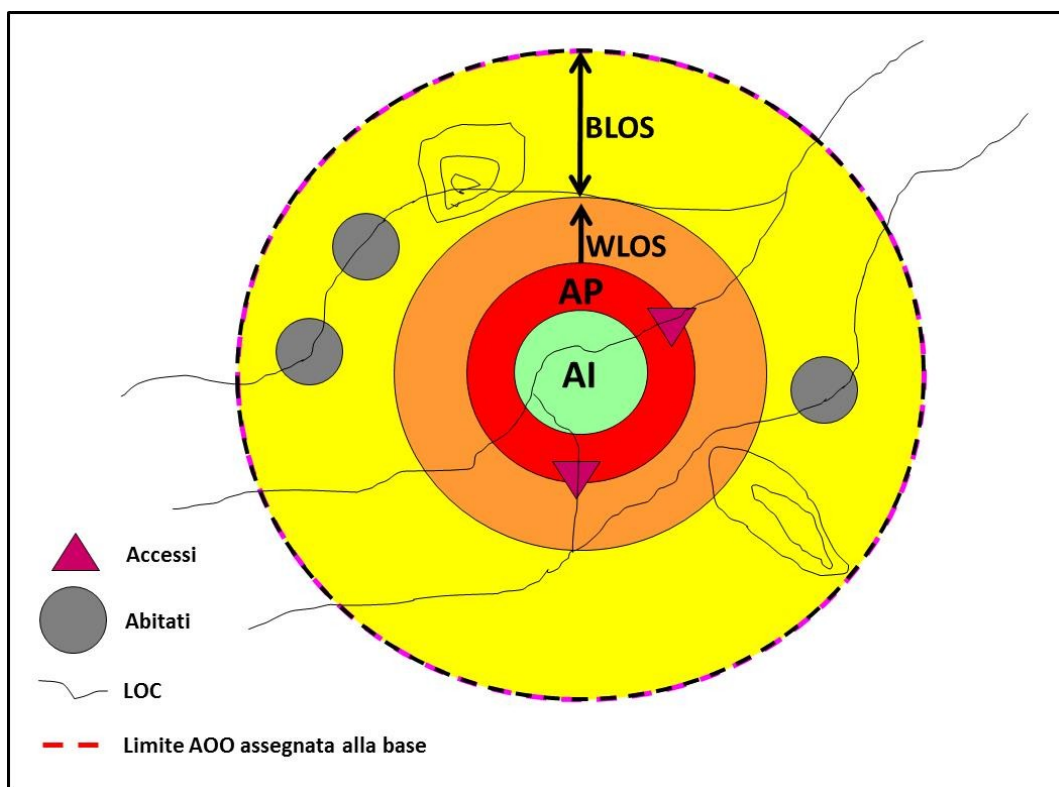 BLOS
WLOS
AP
AI
Accessi
Abitati
LOC
Limite AOO assegnata alla base